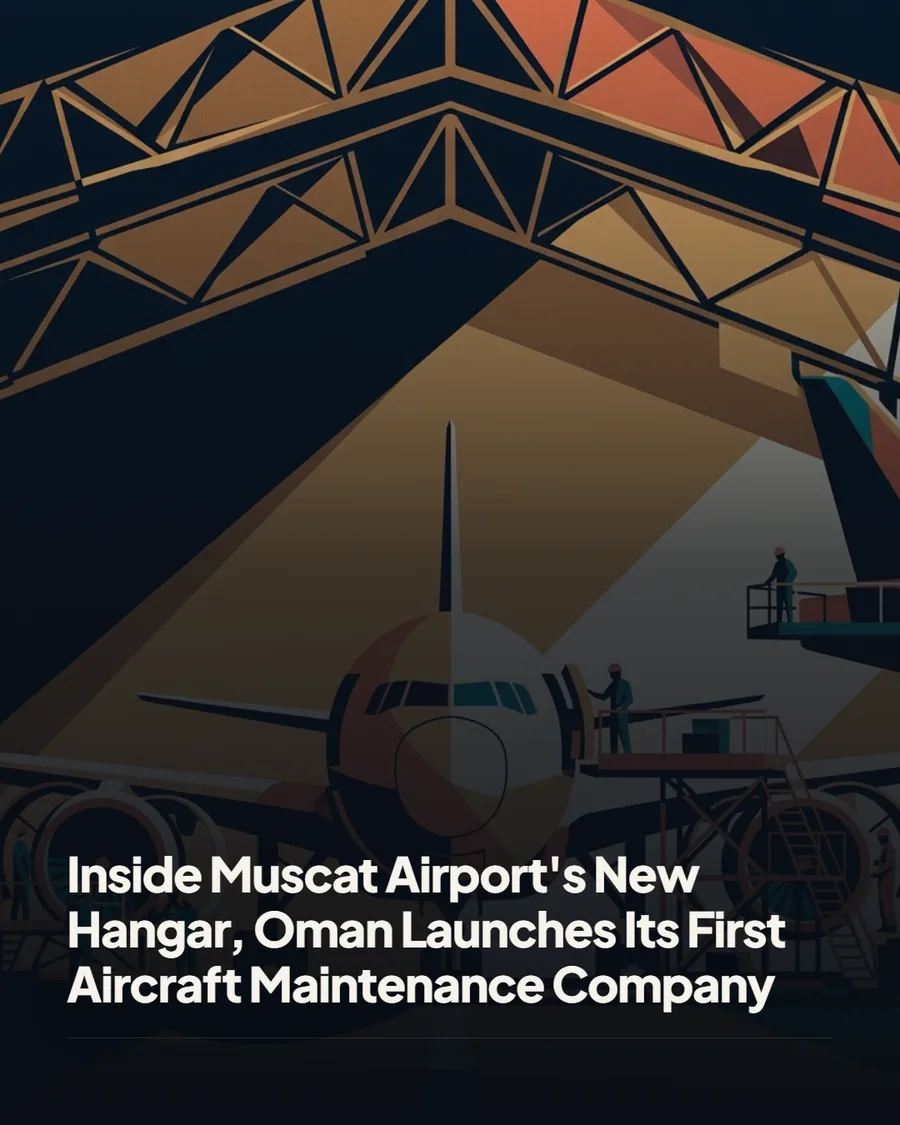 Inside Muscat Airport's New
Hangar, Oman Launches Its First
Aircraft Maintenance Company